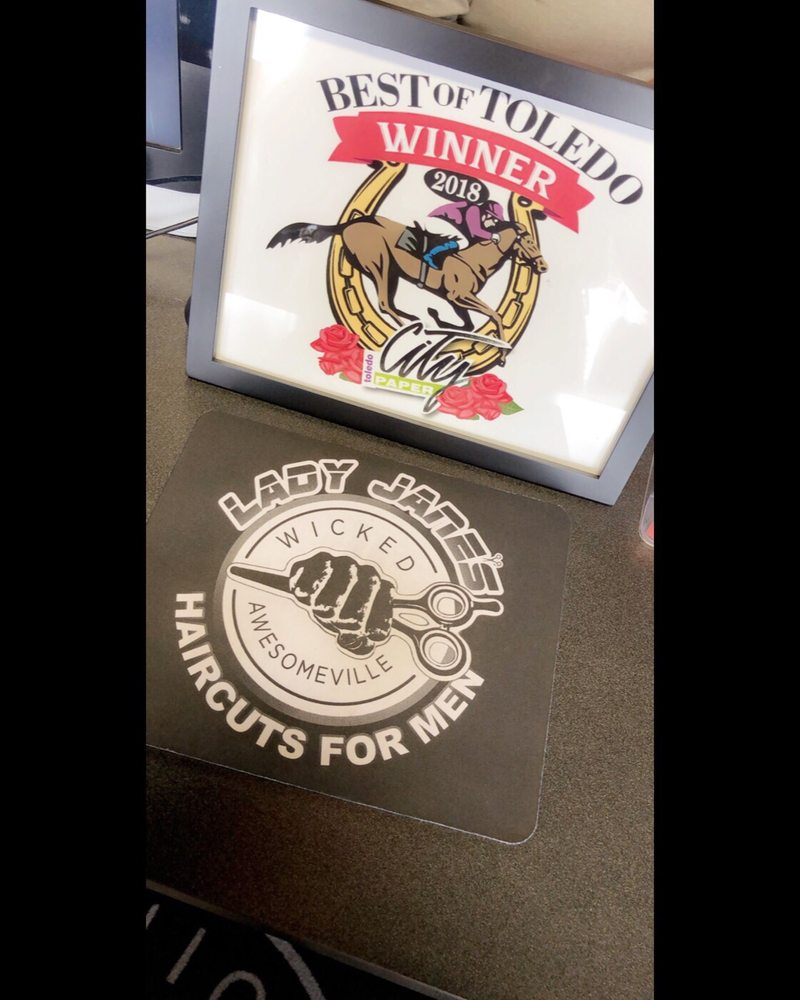 BEST OF TOLEDO
WINNER
2018
toledo
CiTy
PAPER
LADY JANE'S
WICKED
AWESOMEVILLE
HAIRCUTS FOR MEN